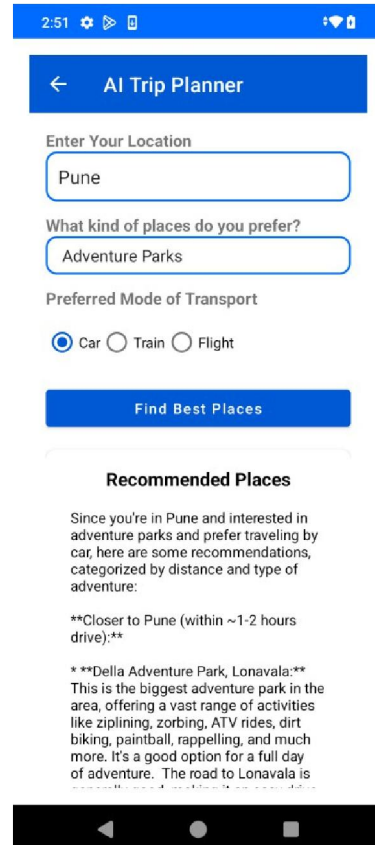 2:51
AI Trip Planner
Enter Your Location
Pune
What kind of places do you prefer?
Adventure Parks
Preferred Mode of Transport
Car Train Flight
Find Best Places
Recommended Places
Since you're in Pune and interested in
adventure parks and prefer traveling by
car, here are some recommendations,
categorized by distance and type of
adventure:
**Closer to Pune (within ~1-2 hours
drive):**
* **Della Adventure Park, Lonavala:**
This is the biggest adventure park in the
area, offering a vast range of activities
like ziplining, zorbing, ATV rides, dirt
biking, paintball, rappelling, and much
more. It's a good option for a full day
of adventure.  The road to Lonavala is